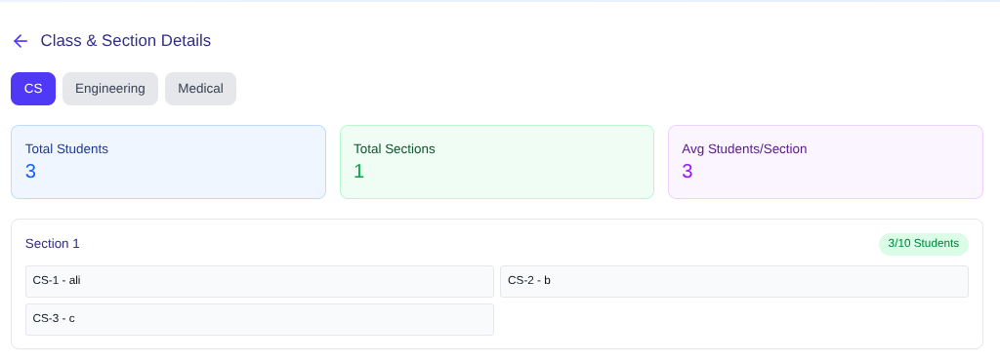 Class & Section Details
CS Engineering Medical
Total Students
3
Total Sections
1
Avg Students/Section
3
Section 1
3/10 Students
CS-1 - ali
CS-2 - b
CS-3 - c